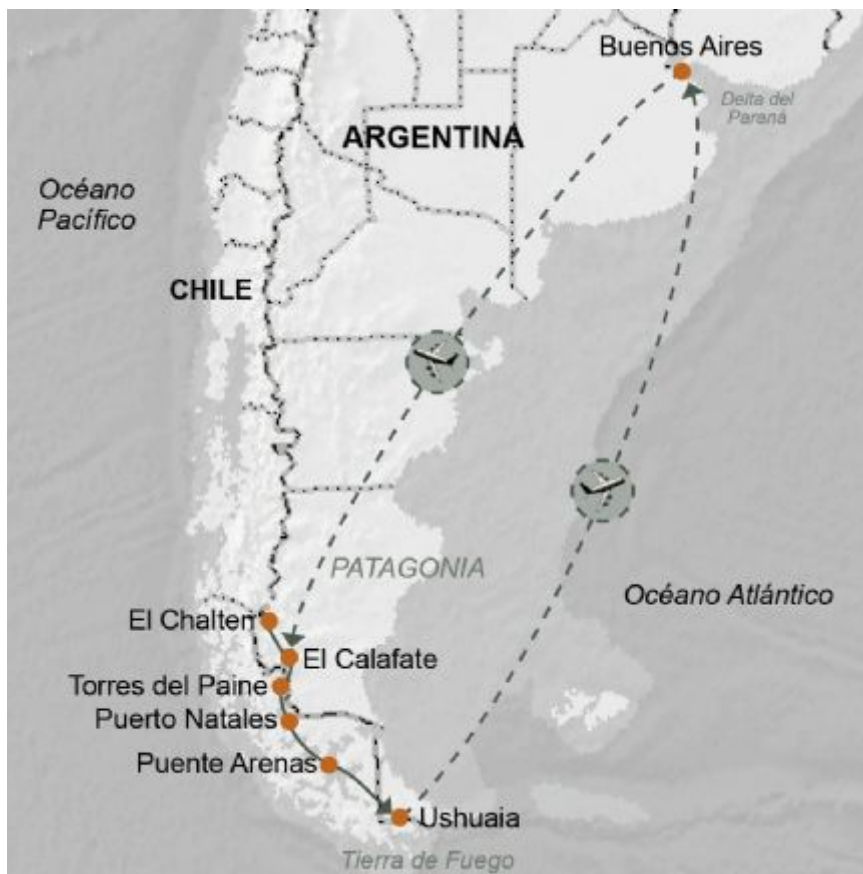 Buenos Aires
Delta del
Paraná
ARGENTINA
Océano
Pacífico
CHILE
PATAGONIA
Océano Atlántico
El Chalten
El Calafate
Torres del Paine
Puerto Natales
Puente Arenas
Ushuaia
Tierra de Fuego